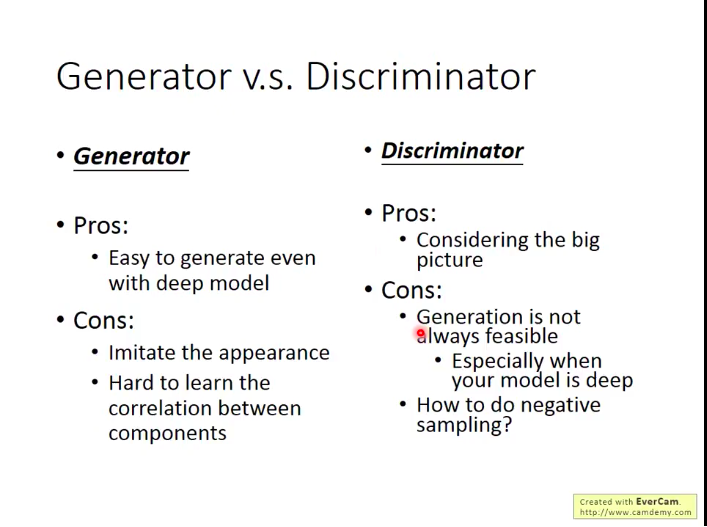 Generator v.s. Discriminator
• Generator
• Pros:
• Easy to generate even
with deep model
• Cons:
• Imitate the appearance
• Hard to learn the
correlation between
components
• Discriminator
• Pros:
• Considering the big
picture
• Cons:
• Generation is not
always feasible
• Especially when
your model is deep
• How to do negative
sampling?
Created with EverCam.
http://www.camdemy.com